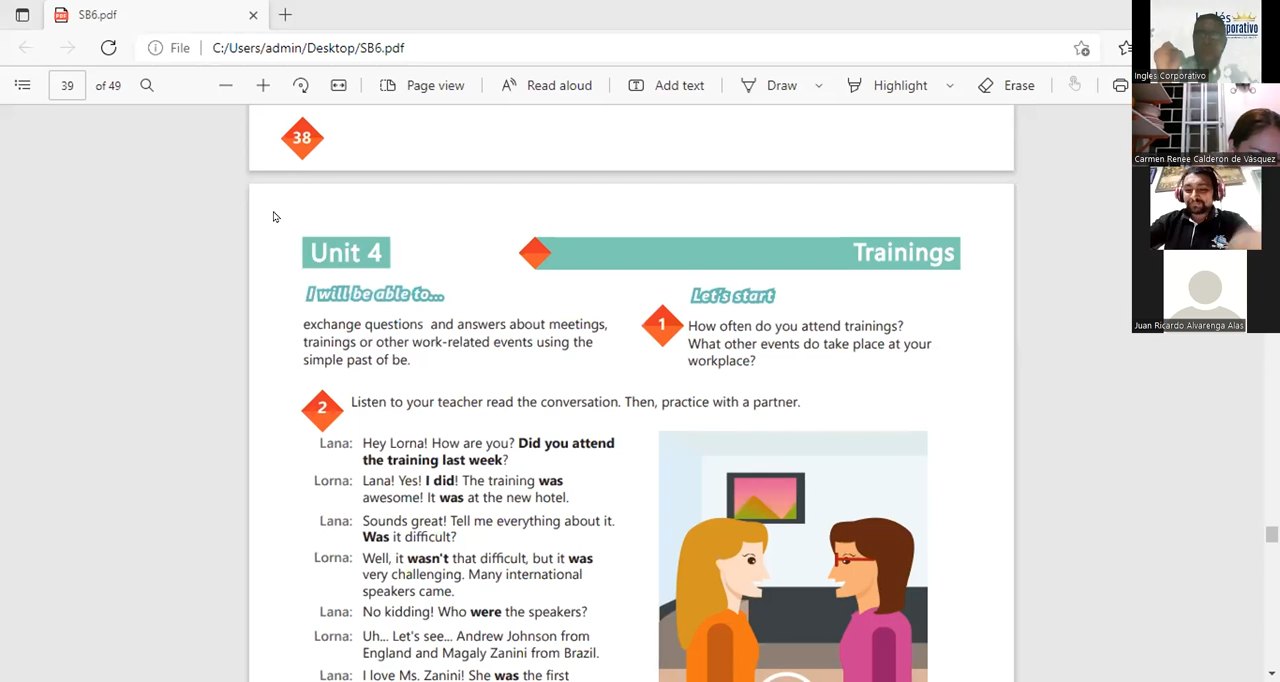 SB6.pdf
File
C:/Users/admin/Desktop/SB6.pdf
39
of 49
Page view
Read aloud
Add text
Draw
Highlight
Erase
Inglés Corporativo
Carmen Renee Calderon de Vásquez
Juan Ricardo Alvarenga Alas
38
Unit 4
Trainings
I will be able to...
exchange questions and answers about meetings,
trainings or other work-related events using the
simple past of be.
Let's start
1
How often do you attend trainings?
What other events do take place at your
workplace?
2
Listen to your teacher read the conversation. Then, practice with a partner.
Lana: Hey Lorna! How are you? Did you attend
the training last week?
Lorna: Lana! Yes! I did! The training was
awesome! It was at the new hotel.
Lana: Sounds great! Tell me everything about it.
Was it difficult?
Lorna: Well, it wasn't that difficult, but it was
very challenging. Many international
speakers came.
Lana: No kidding! Who were the speakers?
Lorna: Uh... Let's see... Andrew Johnson from
England and Magaly Zanini from Brazil.
Lana: I love Ms. Zanini! She was the first